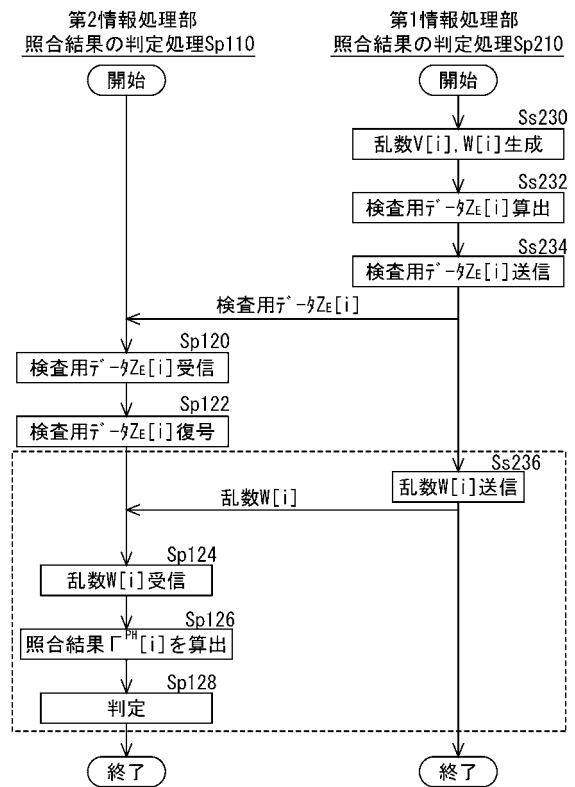 第2情報処理部
照合結果の判定処理Sp110
第1情報処理部
照合結果の判定処理Sp210
開始
開始
Ss230
乱数V[i],W[i]生成
Ss232
検査用ﾃﾞｰﾀZE[i]算出
Ss234
検査用ﾃﾞｰﾀZE[i]送信
検査用ﾃﾞｰﾀZE[i]
Sp120
検査用ﾃﾞｰﾀZE[i]受信
Sp122
検査用ﾃﾞｰﾀZE[i]復号
Ss236
乱数W[i]送信
乱数W[i]
Sp124
乱数W[i]受信
Sp126
照合結果Γ^PH[i]を算出
Sp128
判定
終了
終了